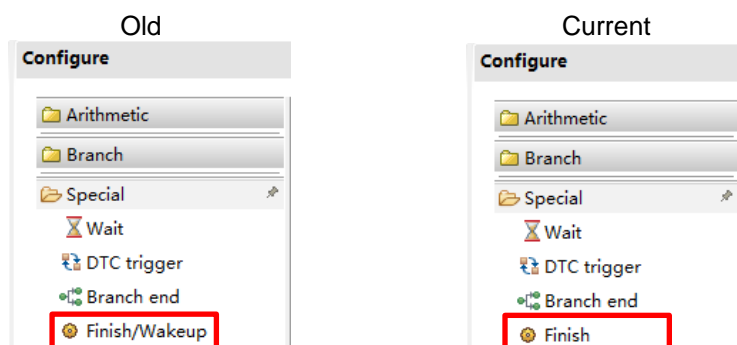 Old
Configure
Arithmetic
Branch
Special
Wait
DTC trigger
Branch end
Finish/Wakeup
Current
Configure
Arithmetic
Branch
Special
Wait
DTC trigger
Branch end
Finish